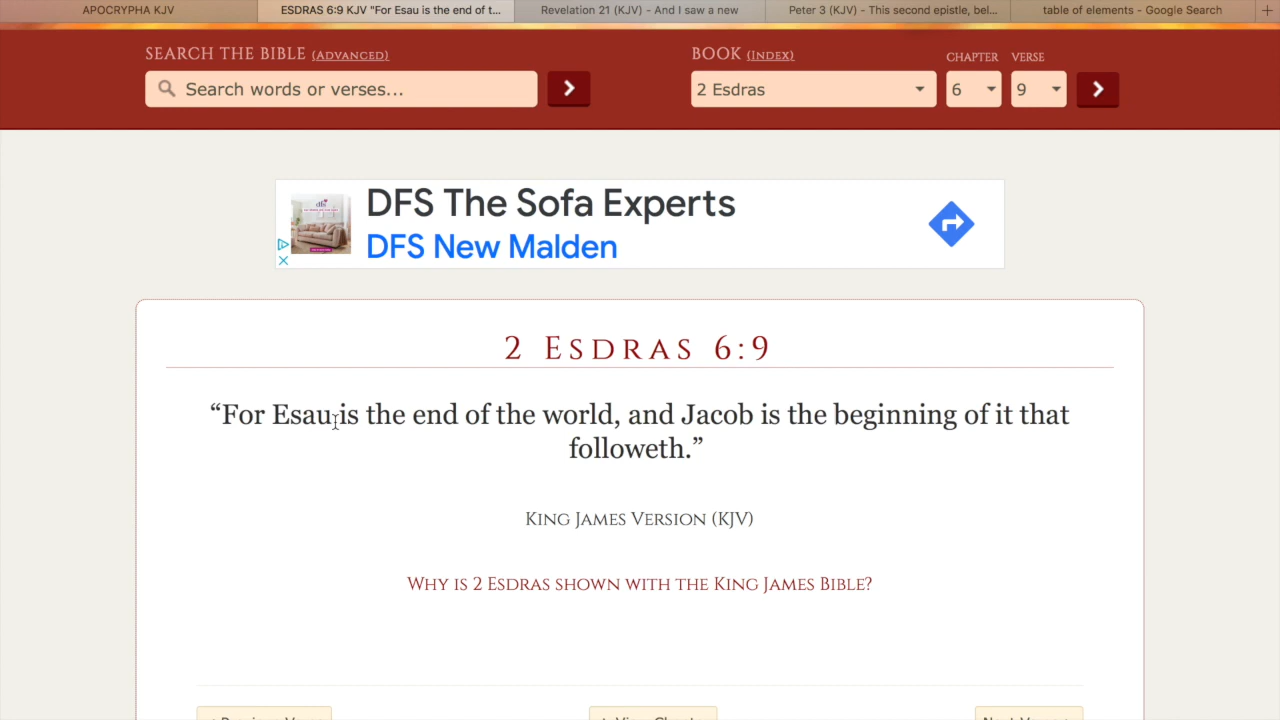 APOCRYPHA KJV
ESDRAS 6:9 KJV "For Esau is the end of t...
Revelation 21 (KJV) - And I saw a new
Peter 3 (KJV) - This second epistle, bel...
table of elements - Google Search
SEARCH THE BIBLE (ADVANCED)
BOOK (INDEX)
CHAPTER
VERSE
Search words or verses...
2 Esdras
6
9
DFS The Sofa Experts
DFS New Malden
2 ESDRAS 6:9
“For Esau is the end of the world, and Jacob is the beginning of it that
followeth.”
KING JAMES VERSION (KJV)
WHY IS 2 ESDRAS SHOWN WITH THE KING JAMES BIBLE?